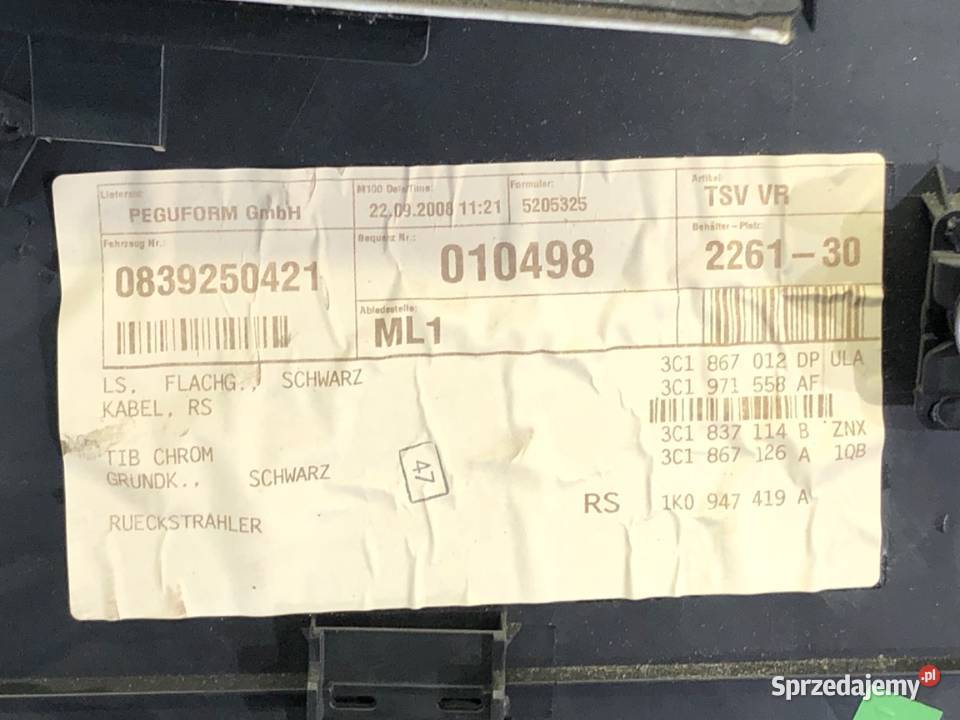 Lieferant:
PEGUFORM GmbH
M100 Date/Time:
22.09.2008 11:21
Formular:
5205325
Artikel:
TSV VR
Fahrzeug Nr.:
0839250421
Sequenz Nr.:
010498
Behälter-Platz:
2261-30
Abladestelle:
ML1
LS, FLACHG., SCHWARZ 3C1 867 012 DP ULA
KABEL, RS 3C1 971 558 AF
TIB CHROM 3C1 837 114 B ZNX
GRUNDK., SCHWARZ 3C1 867 126 A 1QB
47
RUECKSTRAHLER RS 1K0 947 419 A
Sprzedajemy.pl